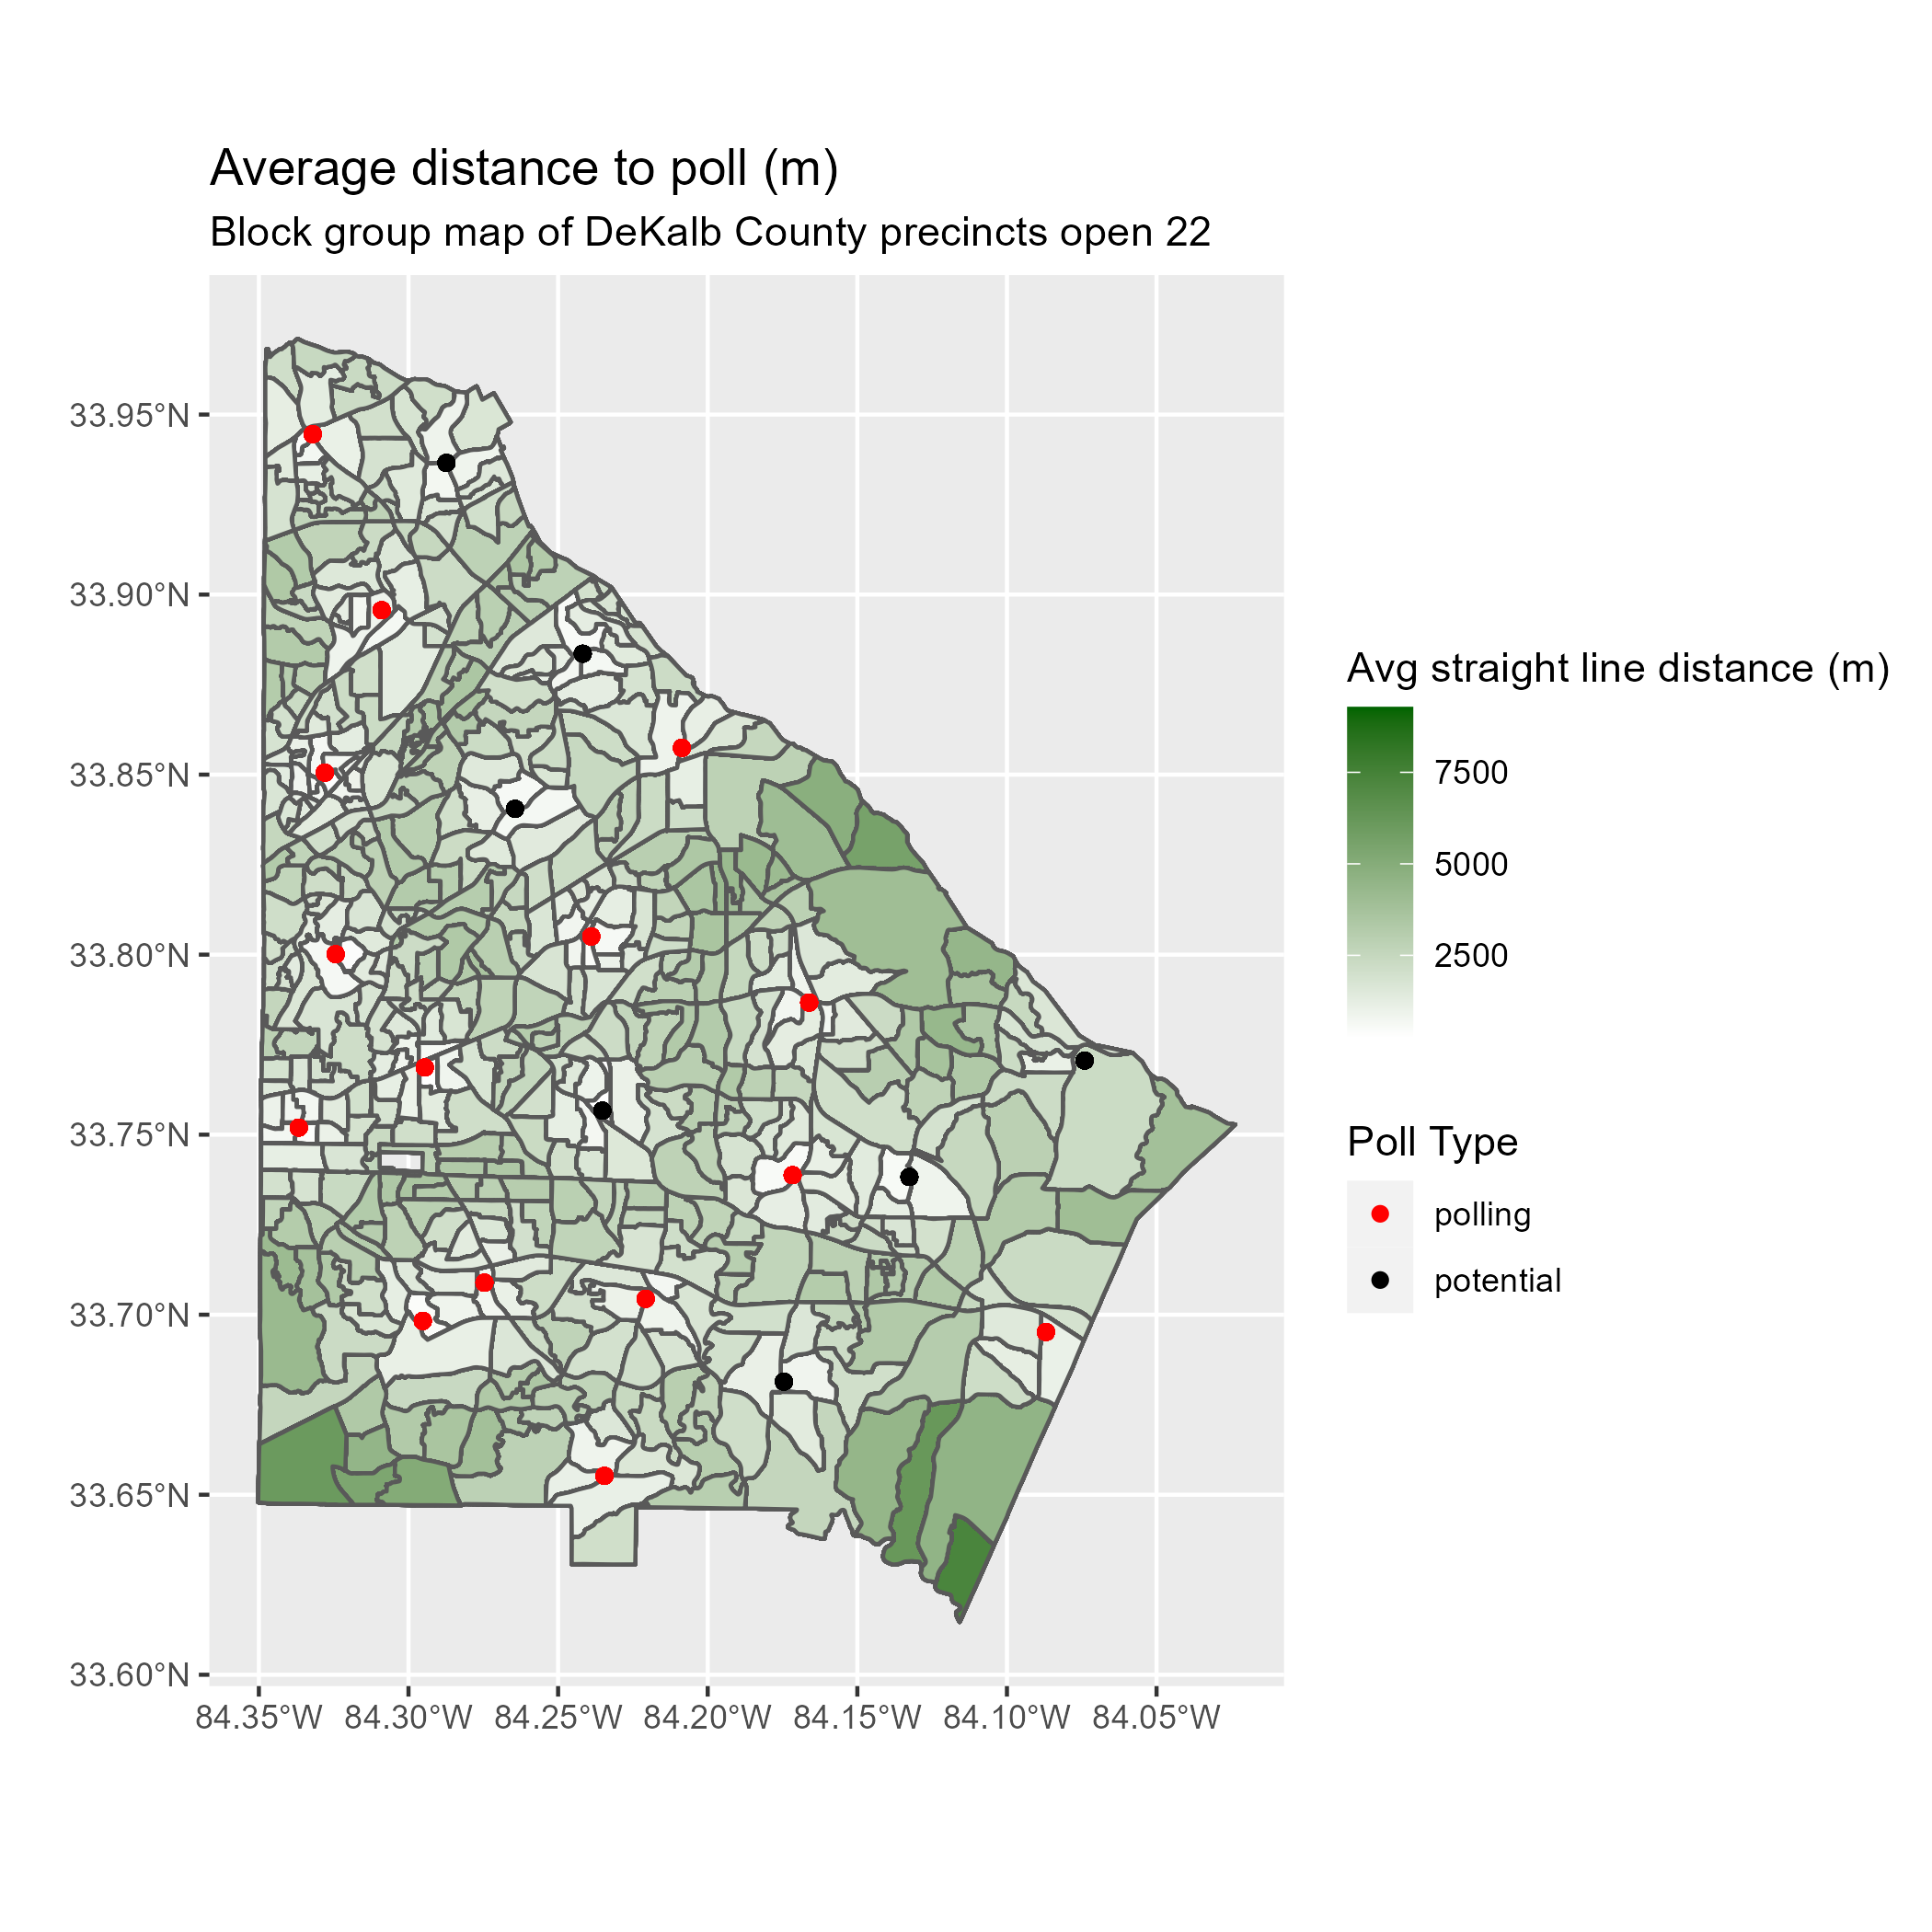 Average distance to poll (m)
Block group map of DeKalb County precincts open 22
33.95°N
33.90°N
33.85°N
33.80°N
33.75°N
33.70°N
33.65°N
33.60°N
84.35°W 84.30°W 84.25°W 84.20°W 84.15°W 84.10°W 84.05°W
Avg straight line distance (m)
7500
5000
2500
Poll Type
polling
potential